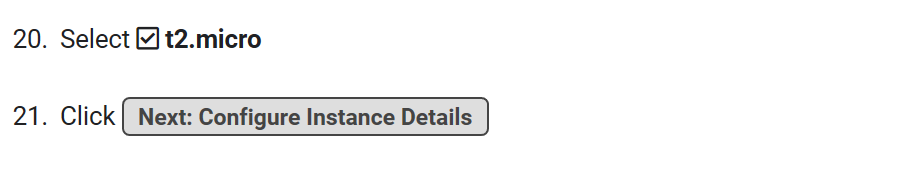 20. Select ☑ t2.micro
21. Click Next: Configure Instance Details